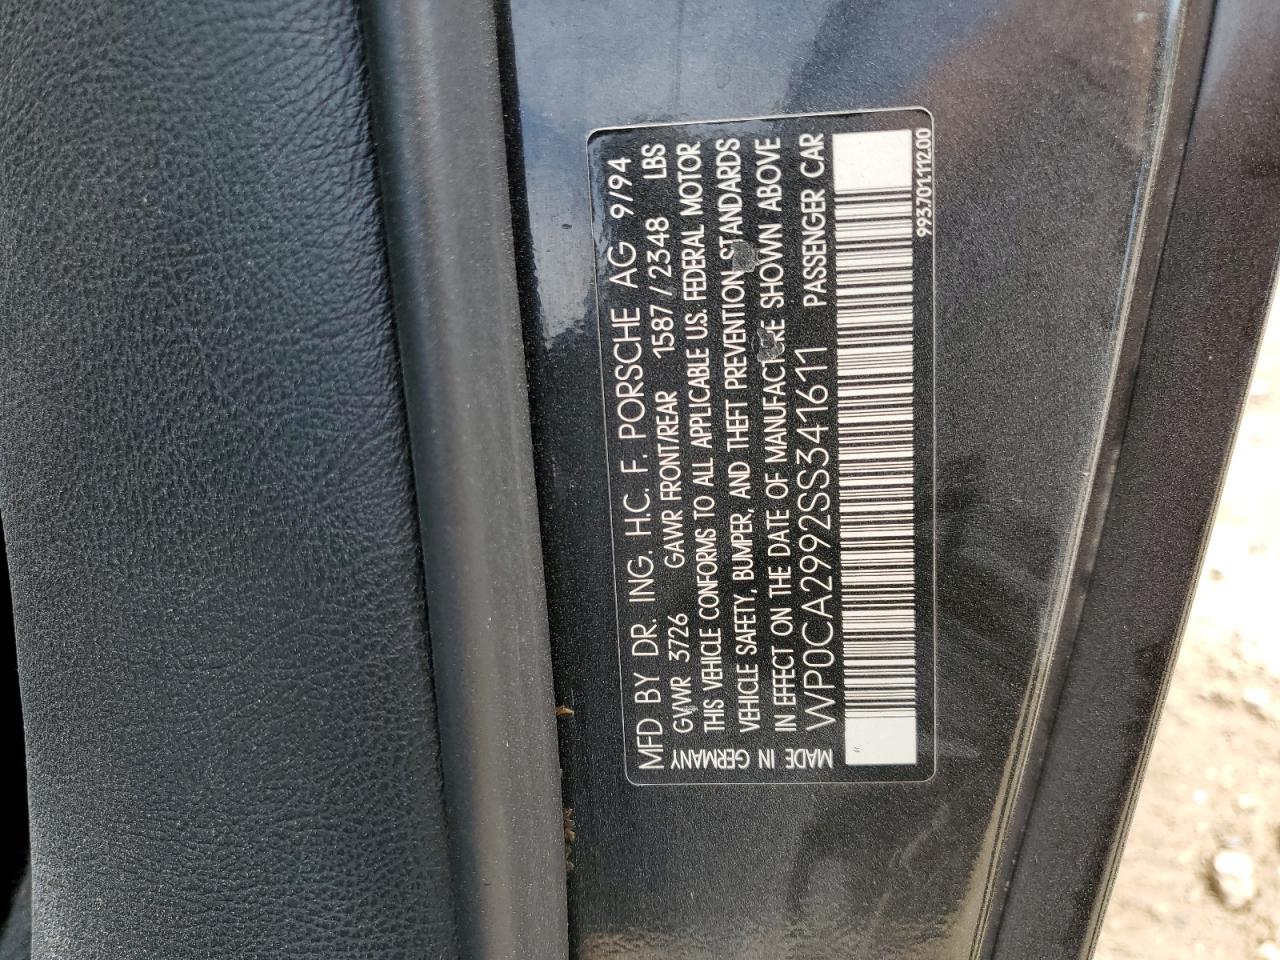 MFD BY DR. ING. H.C. F. PORSCHE AG 9/94
GVWR 3726 GAWR FRONT/REAR 1587/2348 LBS
THIS VEHICLE CONFORMS TO ALL APPLICABLE U.S. FEDERAL MOTOR
VEHICLE SAFETY, BUMPER, AND THEFT PREVENTION STANDARDS
IN EFFECT ON THE DATE OF MANUFACTURE SHOWN ABOVE
WP0CA2992SS341611 PASSENGER CAR
MADE IN GERMANY
993.701.112.00